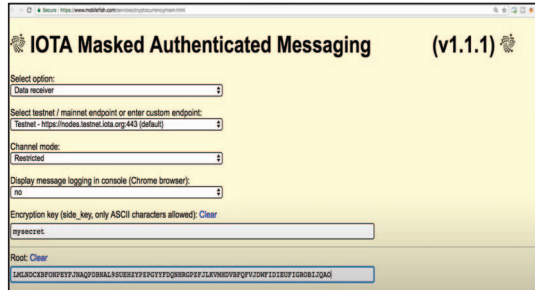 Secure https://www.mobilefish.com/services/cryptocurrency/mam.html
IOTA Masked Authenticated Messaging (v1.1.1)
Select option:
Data receiver
Select testnet / mainnet endpoint or enter custom endpoint:
Testnet - https://nodes.testnet.iota.org:443 (default)
Channel mode:
Restricted
Display message logging in console (Chrome browser):
no
Encryption key (side_key, only ASCII characters allowed): Clear
mysecret
Root: Clear